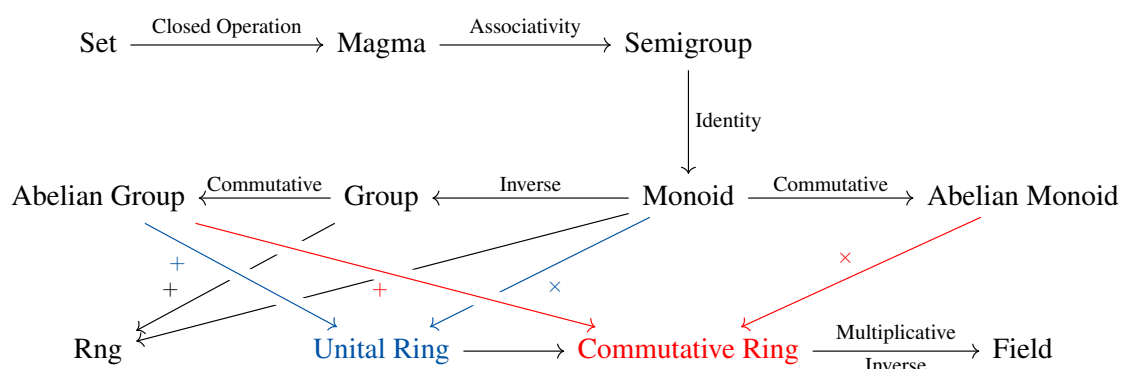 Closed Operation
Associativity
Set
Magma
Semigroup
Identity
Commutative
Inverse
Commutative
Abelian Group
Group
Monoid
Abelian Monoid
+
×
+
+
×
Multiplicative
Rng
Unital Ring
Commutative Ring
Field
Inverse